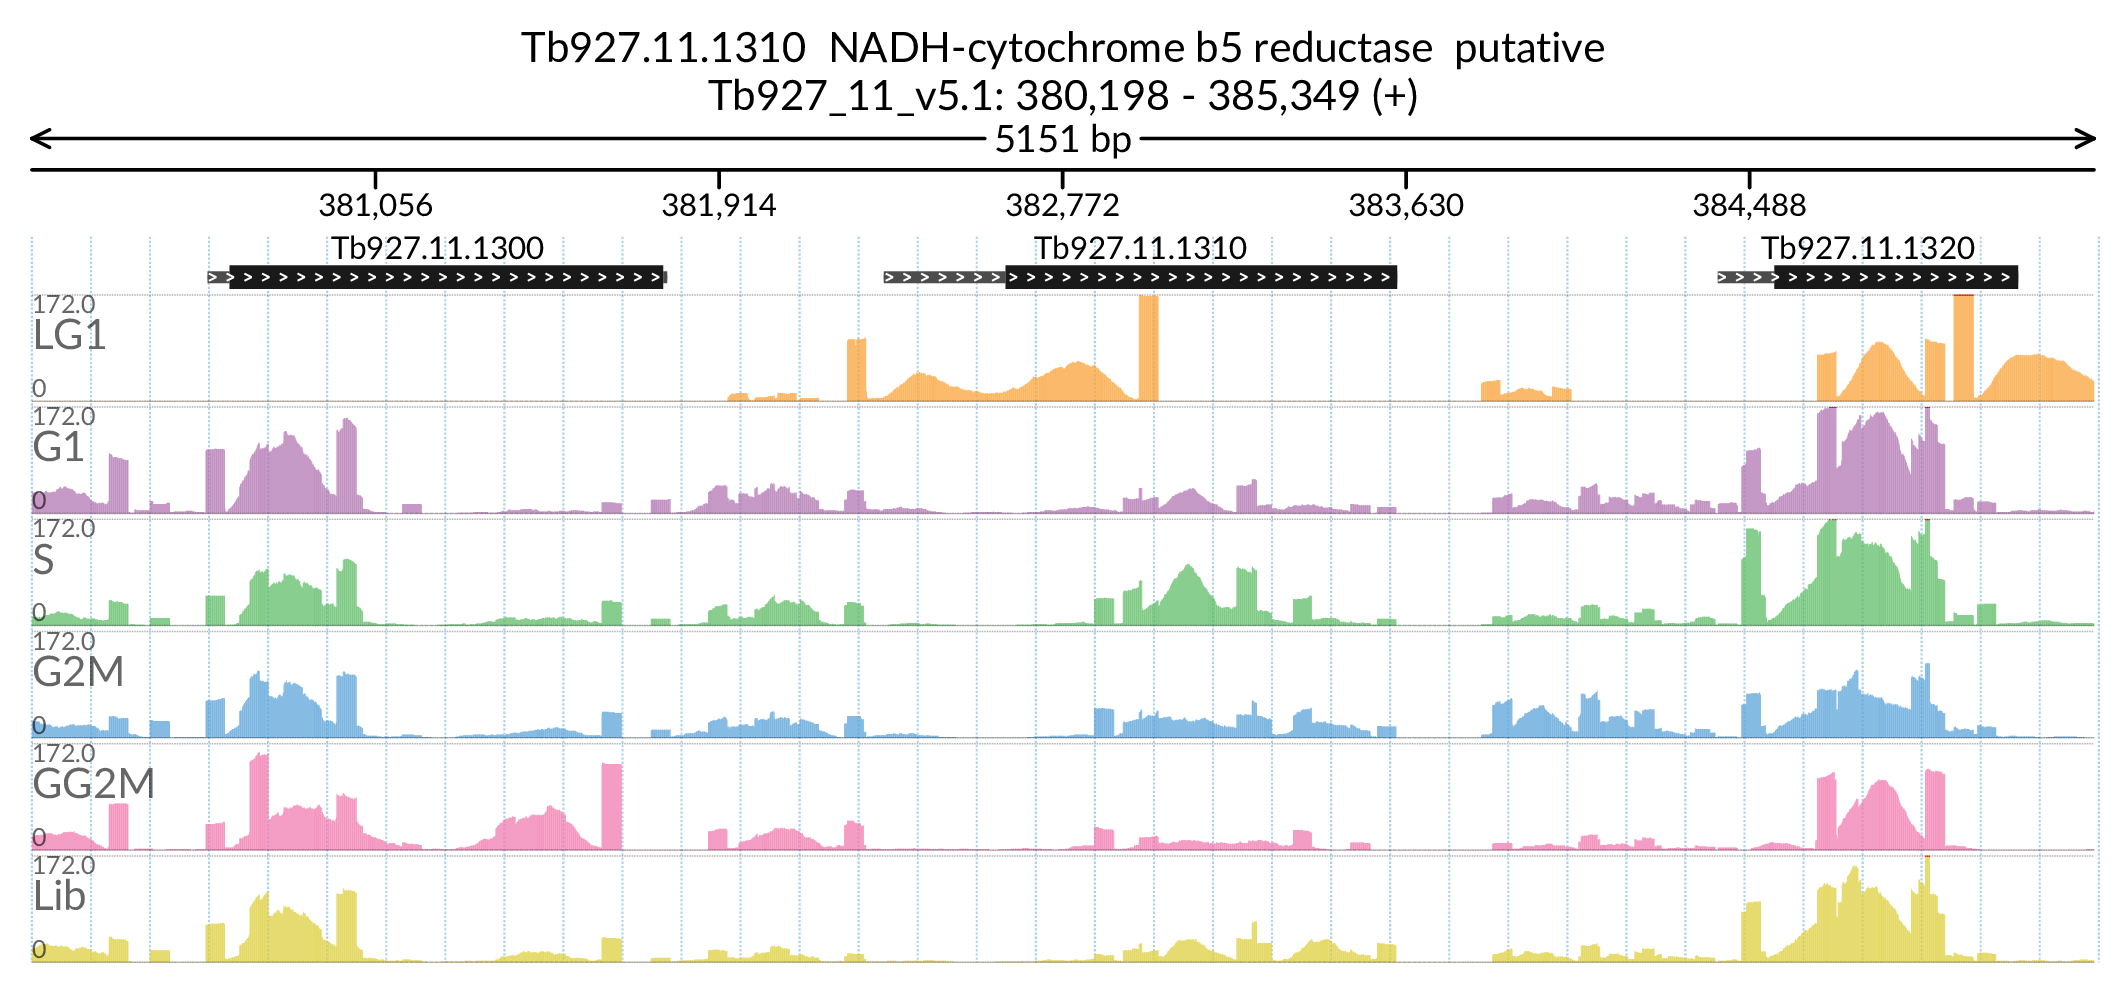 Tb927.11.1310 NADH-cytochrome b5 reductase putative
Tb927_11_v5.1: 380,198 - 385,349 (+)
5151 bp
381,056 381,914 382,772 383,630 384,488
Tb927.11.1300 Tb927.11.1310 Tb927.11.1320
172.0
LG1
0
172.0
G1
0
172.0
S
0
172.0
G2M
0
172.0
GG2M
0
172.0
Lib
0